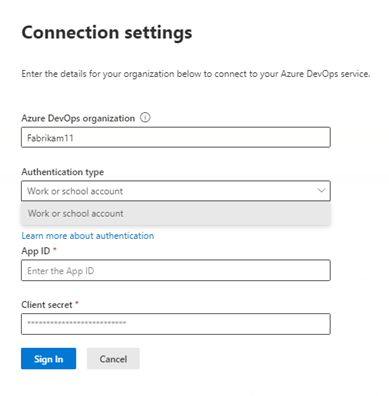 Connection settings
Enter the details for your organization below to connect to your Azure DevOps service.
Azure DevOps organization
Fabrikam11
Authentication type
Work or school account
Work or school account
Learn more about authentication
App ID *
Enter the App ID
Client secret *
**************************
Sign In Cancel